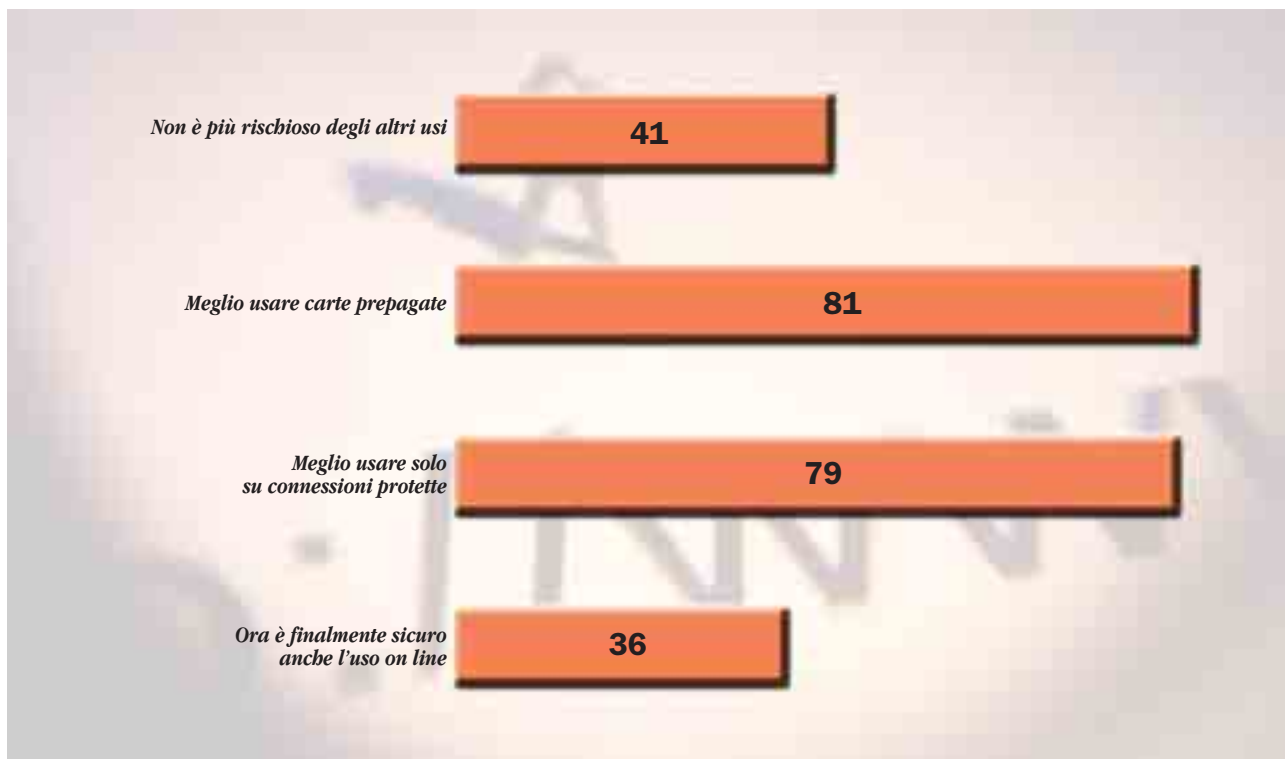 Non è più rischioso degli altri usi
41
Meglio usare carte prepagate
81
Meglio usare solo
su connessioni protette
79
Ora è finalmente sicuro
anche l'uso on line
36